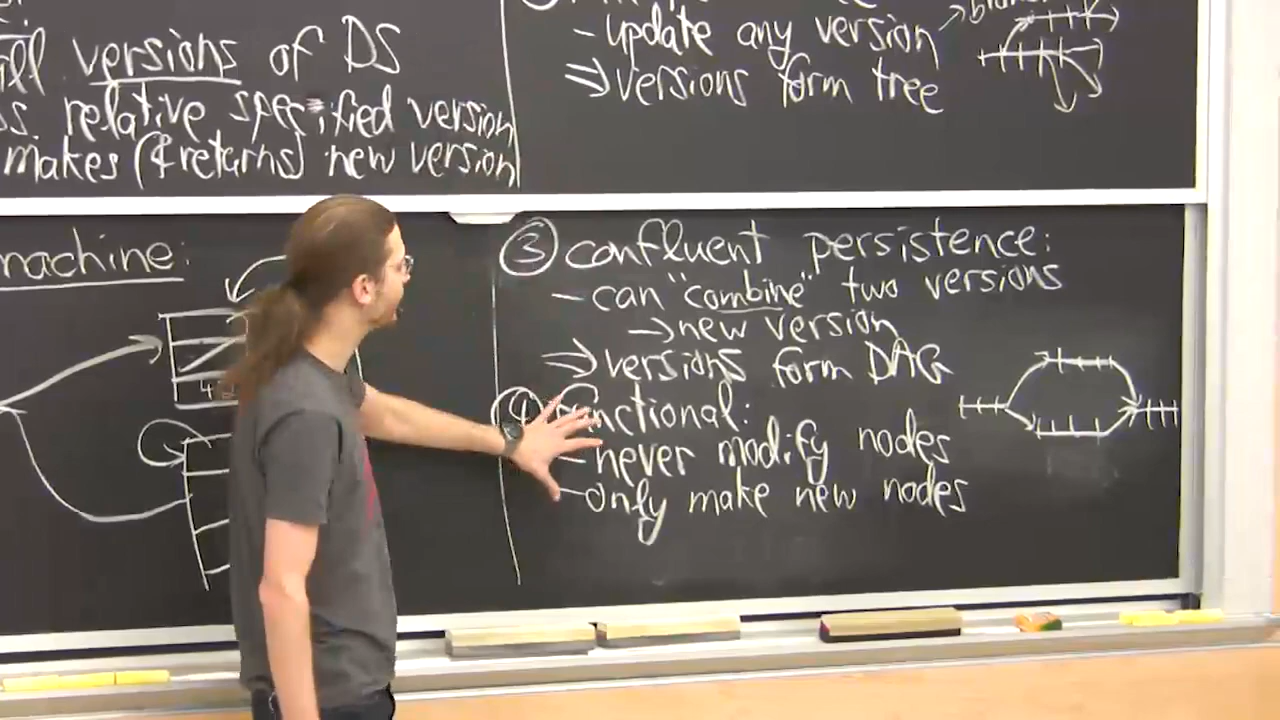 all versions of DS
relative specified version
makes (& returns) new version
- update any version
⇒ versions form tree
machine:
③ confluent persistence:
- can "combine" two versions
→ new version
⇒ versions form DAG
④ functional:
- never modify nodes
- only make new nodes